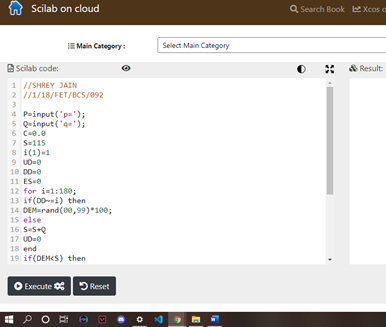 Scilab on cloud
Search Book
Xcos o
Main Category :
Select Main Category
Scilab code:
Result:
1 //SHREY JAIN
2 //1/18/FET/BCS/092
3
4 P=input('p=');
5 Q=input('q=');
6 C=0.0
7 S=115
8 i(1)=1
9 UD=0
10 DD=0
11 ES=0
12 for i=1:180;
13 if(DD~=i) then
14 DEM=rand(00,99)*100;
15 else
16 S=S+Q
17 UD=0
18 end
19 if(DEM<S) then
Execute
Reset